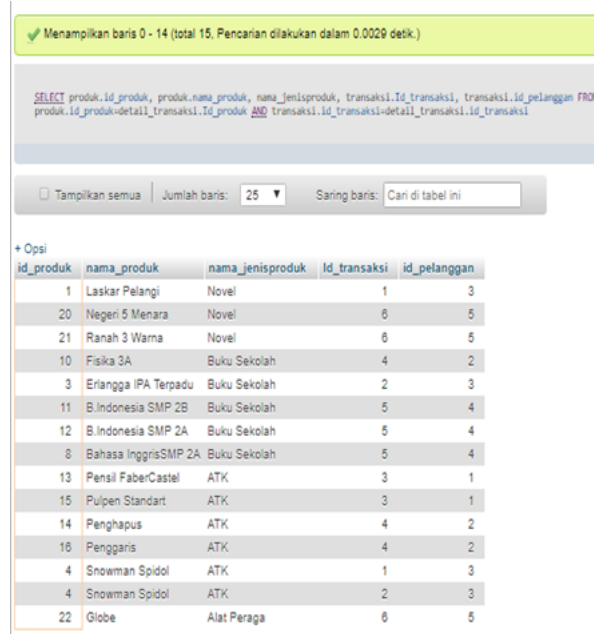 Menampilkan baris 0 - 14 (total 15, Pencarian dilakukan dalam 0.0029 detik.)
SELECT produk.id_produk, produk.nama_produk, nama_jenisproduk, transaksi.Id_transaksi, transaksi.id_pelanggan FRO
produk.id_produk=detail_transaksi.Id_produk AND transaksi.id_transaksi=detail_transaksi.id_transaksi
Tampilkan semua Jumlah baris: 25 Saring baris: Cari di tabel ini
+ Opsi
id_produk nama_produk nama_jenisproduk Id_transaksi id_pelanggan
1 Laskar Pelangi Novel 1 3
20 Negeri 5 Menara Novel 6 5
21 Ranah 3 Warna Novel 6 5
10 Fisika 3A Buku Sekolah 4 2
3 Erlangga IPA Terpadu Buku Sekolah 2 3
11 B.Indonesia SMP 2B Buku Sekolah 5 4
12 B.Indonesia SMP 2A Buku Sekolah 5 4
8 Bahasa InggrisSMP 2A Buku Sekolah 5 4
13 Pensil FaberCastel ATK 3 1
15 Pulpen Standart ATK 3 1
14 Penghapus ATK 4 2
16 Penggaris ATK 4 2
4 Snowman Spidol ATK 1 3
4 Snowman Spidol ATK 2 3
22 Globe Alat Peraga 6 5